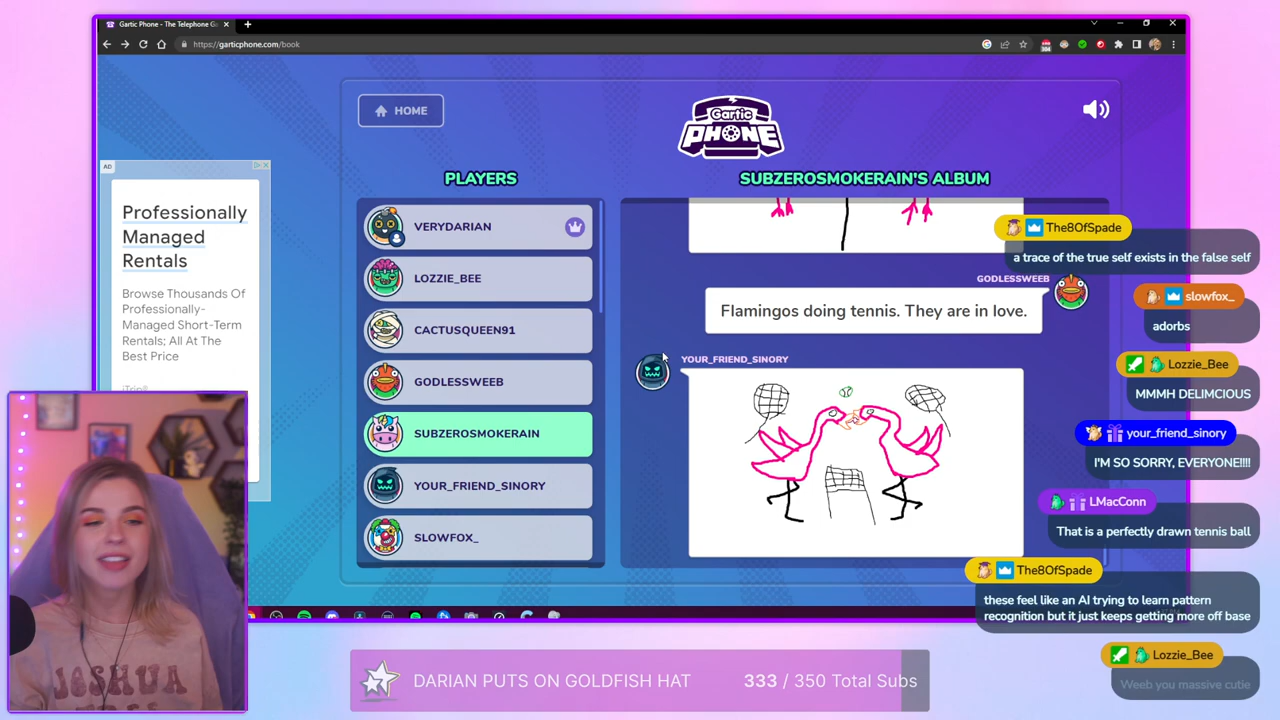 Gartic Phone - The Telephone Ga
https://garticphone.com/book
HOME
Gartic
PHONE
AD
Professionally
Managed
Rentals
Browse Thousands Of
Professionally-
Managed Short-Term
Rentals; All At The
Best Price
PLAYERS
VERYDARIAN
LOZZIE_BEE
CACTUSQUEEN91
GODLESSWEEB
SUBZEROSMOKERAIN
YOUR_FRIEND_SINORY
SLOWFOX_
SUBZEROSMOKERAIN'S ALBUM
GODLESSWEEB
Flamingos doing tennis. They are in love.
YOUR_FRIEND_SINORY
The8OfSpade
a trace of the true self exists in the false self
slowfox_
adorbs
Lozzie_Bee
MMMH DELIMCIOUS
your_friend_sinory
I'M SO SORRY, EVERYONE!!!!
LMacConn
That is a perfectly drawn tennis ball
The8OfSpade
these feel like an AI trying to learn pattern
recognition but it just keeps getting more off base
Lozzie_Bee
Weeb you massive cutie
JOSHUA
DARIAN PUTS ON GOLDFISH HAT
333 / 350 Total Subs